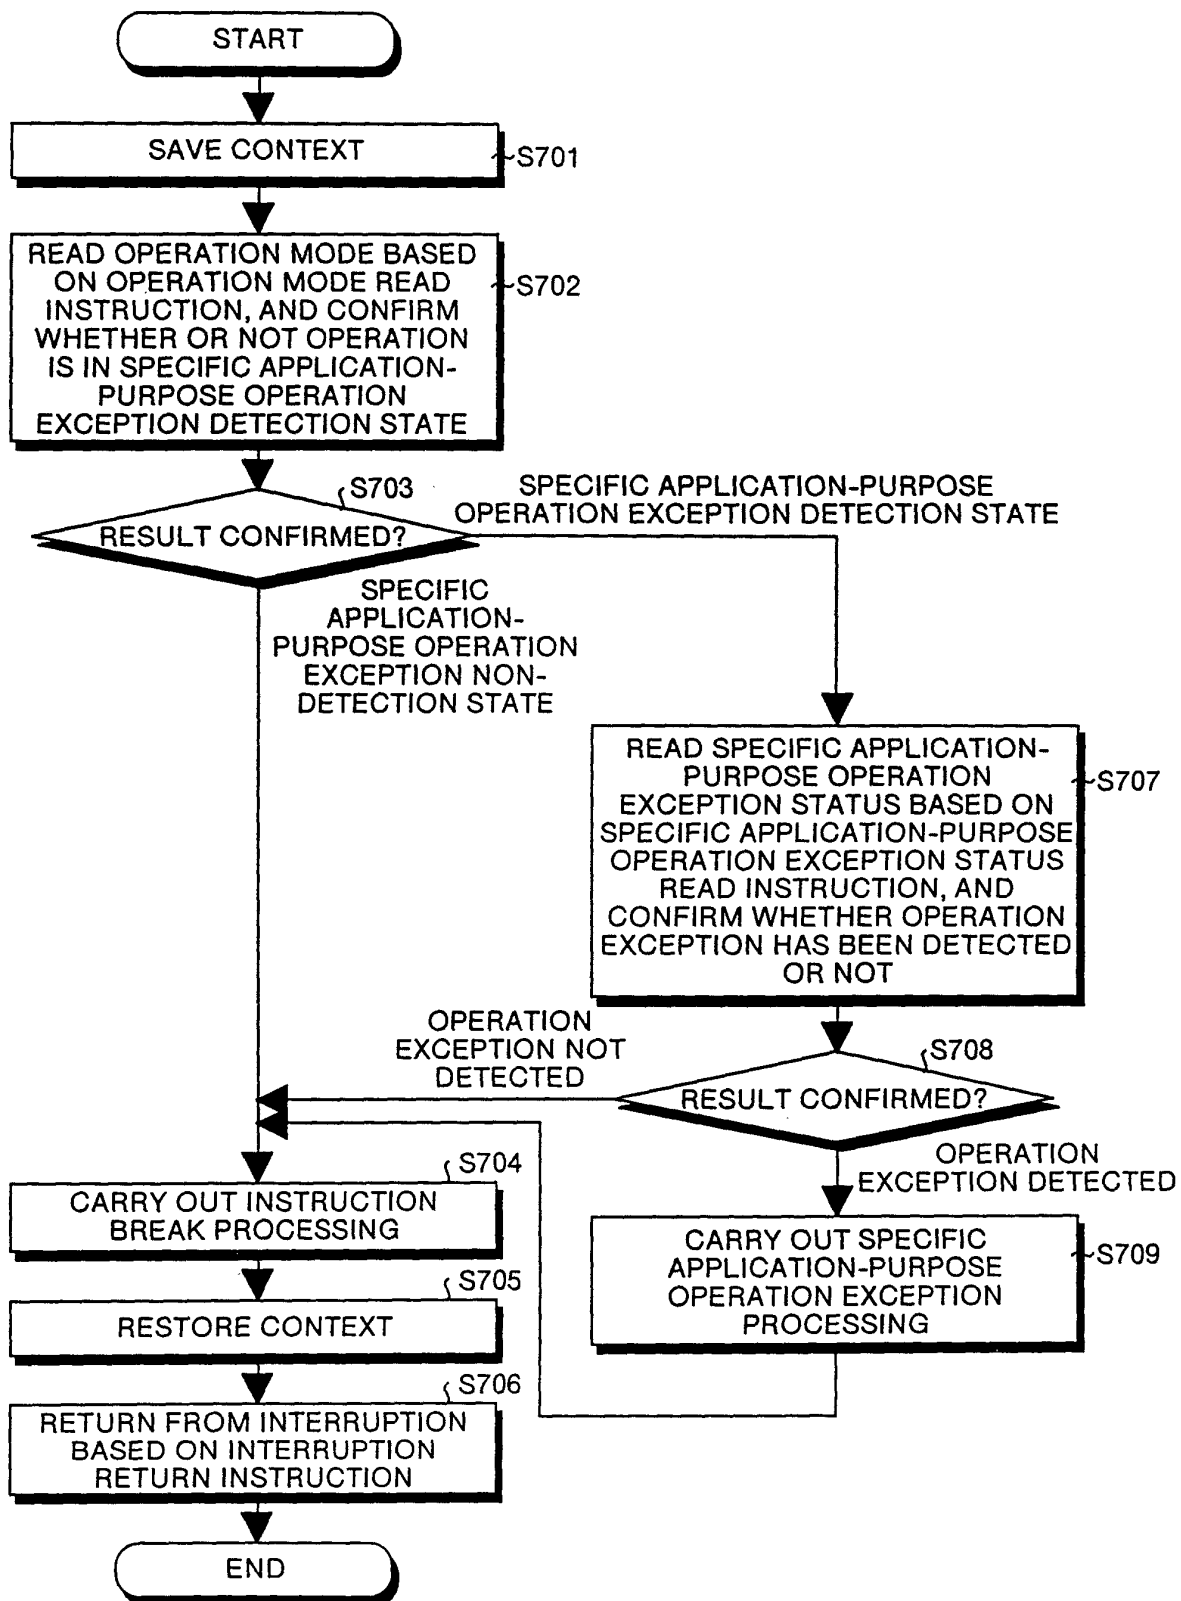 START
SAVE CONTEXT
S701
READ OPERATION MODE BASED
ON OPERATION MODE READ
INSTRUCTION, AND CONFIRM
WHETHER OR NOT OPERATION
IS IN SPECIFIC APPLICATION-
PURPOSE OPERATION
EXCEPTION DETECTION STATE
S702
S703
RESULT CONFIRMED?
SPECIFIC APPLICATION-PURPOSE
OPERATION EXCEPTION DETECTION STATE
SPECIFIC
APPLICATION-
PURPOSE OPERATION
EXCEPTION NON-
DETECTION STATE
READ SPECIFIC APPLICATION-
PURPOSE OPERATION
EXCEPTION STATUS BASED ON
SPECIFIC APPLICATION-PURPOSE
OPERATION EXCEPTION STATUS
READ INSTRUCTION, AND
CONFIRM WHETHER OPERATION
EXCEPTION HAS BEEN DETECTED
OR NOT
S707
OPERATION
EXCEPTION NOT
DETECTED
S708
RESULT CONFIRMED?
OPERATION
EXCEPTION DETECTED
S704
CARRY OUT INSTRUCTION
BREAK PROCESSING
CARRY OUT SPECIFIC
APPLICATION-PURPOSE
OPERATION EXCEPTION
PROCESSING
S709
S705
RESTORE CONTEXT
S706
RETURN FROM INTERRUPTION
BASED ON INTERRUPTION
RETURN INSTRUCTION
END